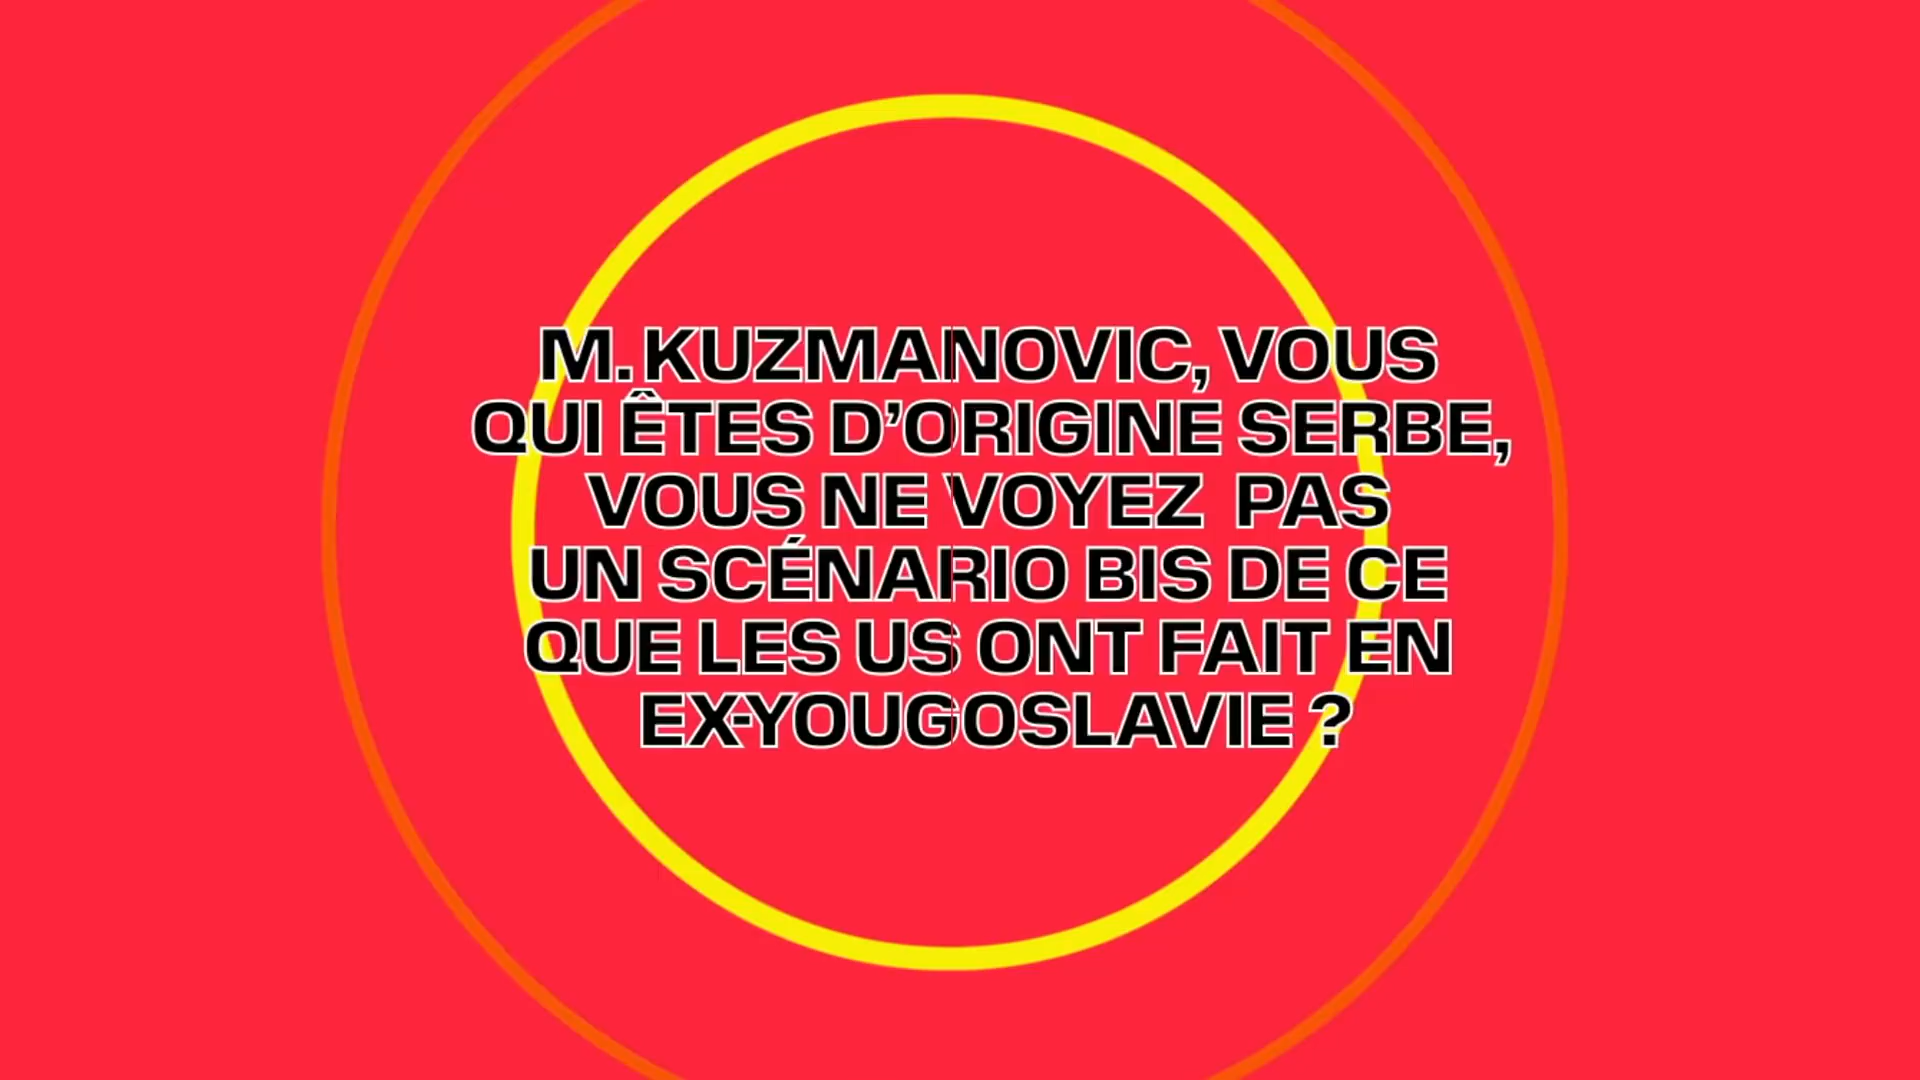 M. KUZMANOVIC, VOUS
QUI ÊTES D’ORIGINE SERBE,
VOUS NE VOYEZ PAS
UN SCÉNARIO BIS DE CE
QUE LES US ONT FAIT EN
EX-YOUGOSLAVIE ?